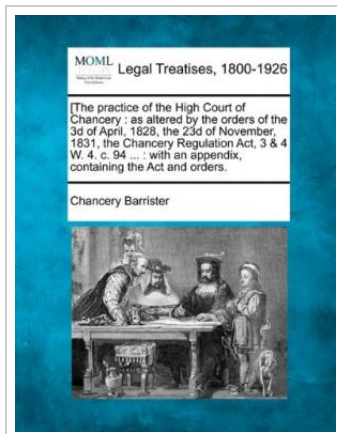 MOML
Legal Treatises, 1800-1926
[The practice of the High Court of
Chancery : as altered by the orders of the
3d of April, 1828, the 23d of November,
1831, the Chancery Regulation Act, 3 & 4
W. 4. c. 94 ... : with an appendix,
containing the Act and orders.
Chancery Barrister